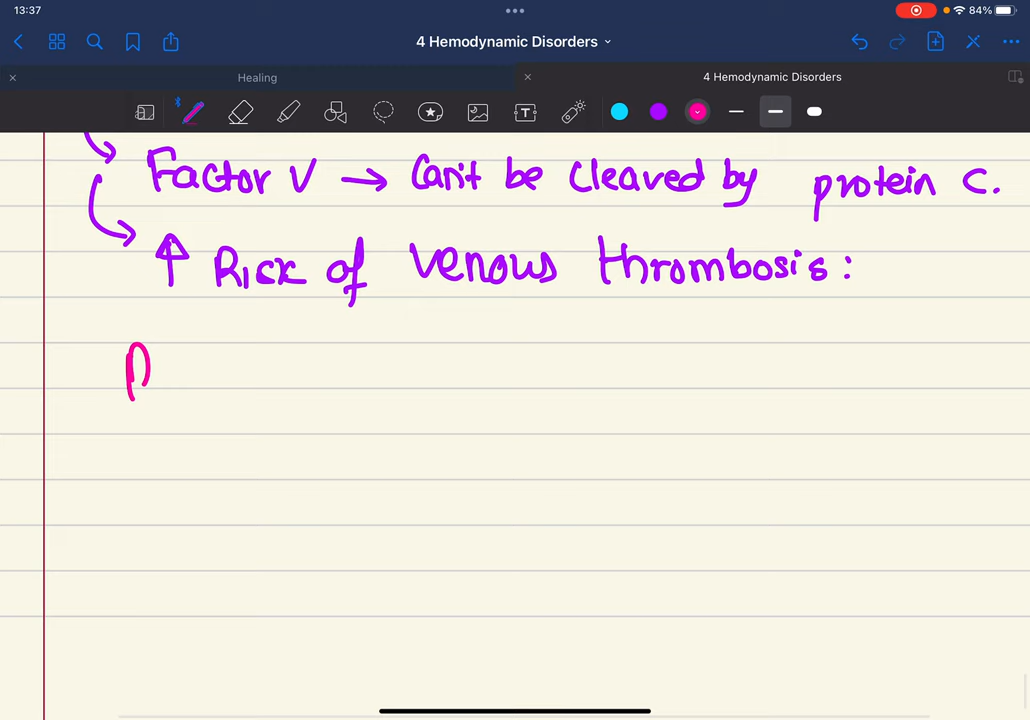 13:37
84%
4 Hemodynamic Disorders
Healing
4 Hemodynamic Disorders
Factor V → Can't be cleaved by protein c.
↑ Risk of Venous thrombosis: